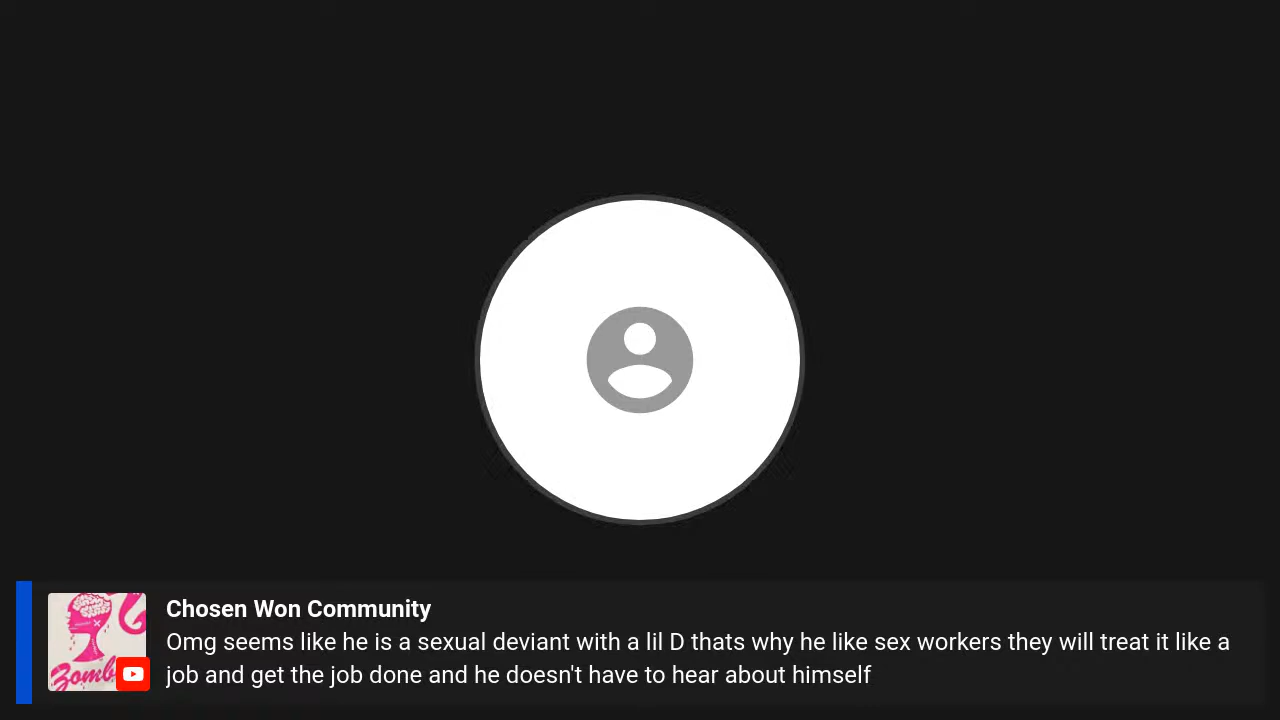 Chosen Won Community
Omg seems like he is a sexual deviant with a lil D thats why he like sex workers they will treat it like a
job and get the job done and he doesn't have to hear about himself
Zomb